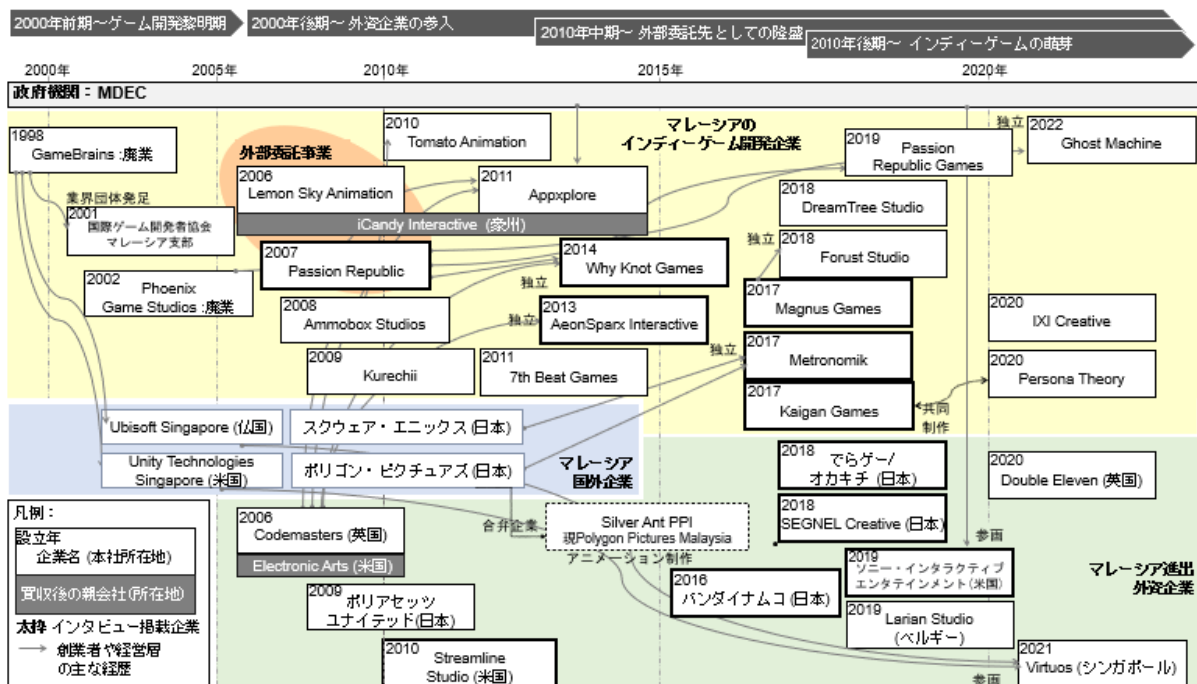 2000年前期～ゲーム開発黎明期
2000年後期～ 外資企業の参入
2010年中期～ 外部委託先としての隆盛
2010年後期～ インディーゲームの萌芽
2000年
2005年
2010年
2015年
2020年
政府機関：MDEC
1998
GameBrains :廃業
業界団体発足
2001
国際ゲーム開発者協会
マレーシア支部
2002
Phoenix
Game Studios :廃業
外部委託事業
2006
Lemon Sky Animation
2010
Tomato Animation
2011
Appxplore
iCandy Interactive (豪州)
2007
Passion Republic
2008
Ammobox Studios
2009
Kurechii
独立
2014
Why Knot Games
独立
2013
AeonSparx Interactive
2011
7th Beat Games
マレーシアの
インディーゲーム開発企業
2019
Passion
Republic Games
独立
2022
Ghost Machine
2018
DreamTree Studio
独立
2018
Forust Studio
2017
Magnus Games
独立
2017
Metronomik
2017
Kaigan Games
2020
IXI Creative
2020
Persona Theory
共同
制作
Ubisoft Singapore (仏国)
スクウェア・エニックス(日本)
Unity Technologies
Singapore (米国)
ポリゴン・ピクチュアズ(日本)
マレーシア
国外企業
凡例：
設立年
企業名 (本社所在地)
買収後の親会社(所在地)
太枠 インタビュー掲載企業
創業者や経営層
の主な経歴
2006
Codemasters (英国)
Electronic Arts (米国)
2009
ポリアセッツ
ユナイテッド(日本)
2010
Streamline
Studio (米国)
合弁企業
Silver Ant PPI
現Polygon Pictures Malaysia
アニメーション制作
2016
バンダイナムコ(日本)
2018
でらゲー/
オカキチ (日本)
2018
SEGNEL Creative (日本)
2019
ソニー・インタラクティブ
エンタテインメント(米国)
2019
Larian Studio
(ベルギー)
2020
Double Eleven (英国)
参画
マレーシア進出
外資企業
2021
Virtuos (シンガポール)
参画